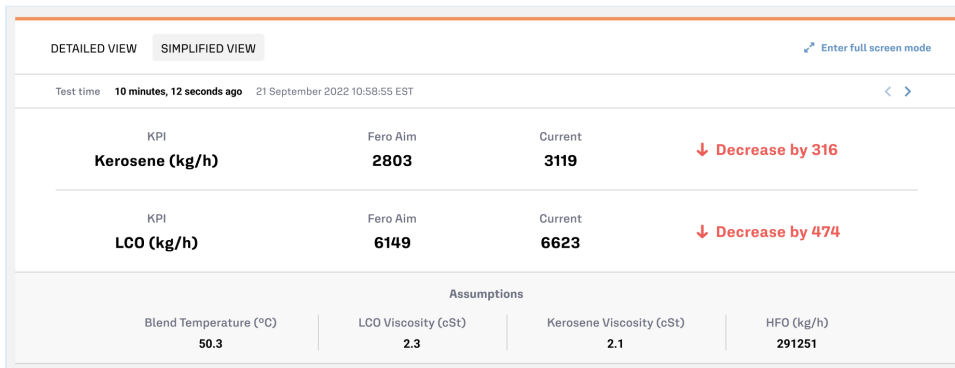 DETAILED VIEW SIMPLIFIED VIEW Enter full screen mode
Test time 10 minutes, 12 seconds ago 21 September 2022 10:58:55 EST
KPI Fero Aim Current
Kerosene (kg/h) 2803 3119 Decrease by 316
KPI Fero Aim Current
LCO (kg/h) 6149 6623 Decrease by 474
Assumptions
Blend Temperature (ºC) LCO Viscosity (cSt) Kerosene Viscosity (cSt) HFO (kg/h)
50.3 2.3 2.1 291251